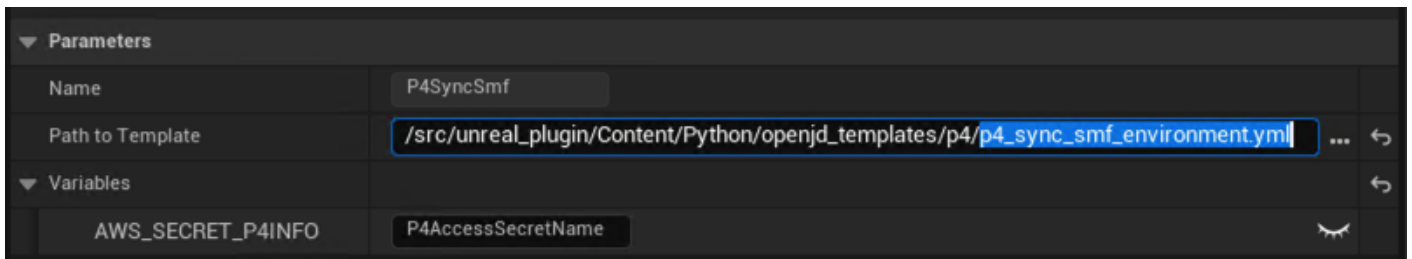 Parameters
Name P4SyncSmf
Path to Template /src/unreal_plugin/Content/Python/openjd_templates/p4/p4_sync_smf_environment.yml ...
Variables
AWS_SECRET_P4INFO P4AccessSecretName